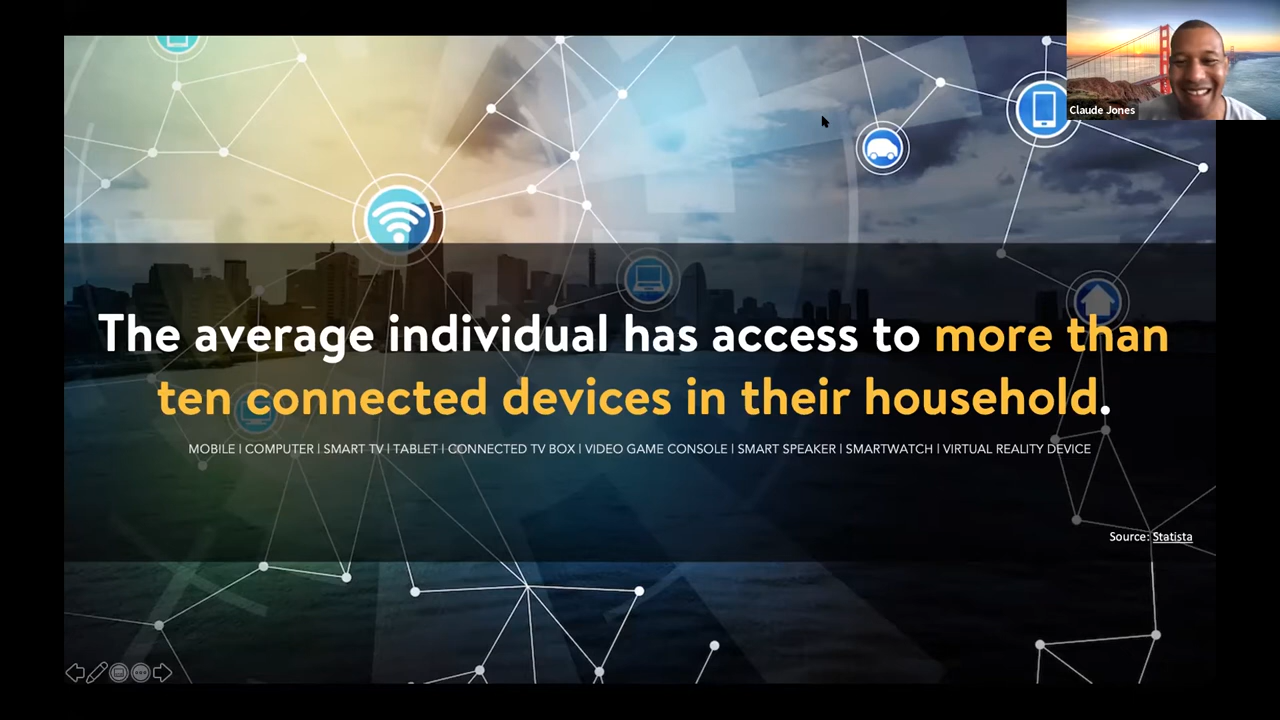 Claude Jones
The average individual has access to more than
ten connected devices in their household.
MOBILE | COMPUTER | SMART TV | TABLET | CONNECTED TV BOX | VIDEO GAME CONSOLE | SMART SPEAKER | SMARTWATCH | VIRTUAL REALITY DEVICE
Source: Statista